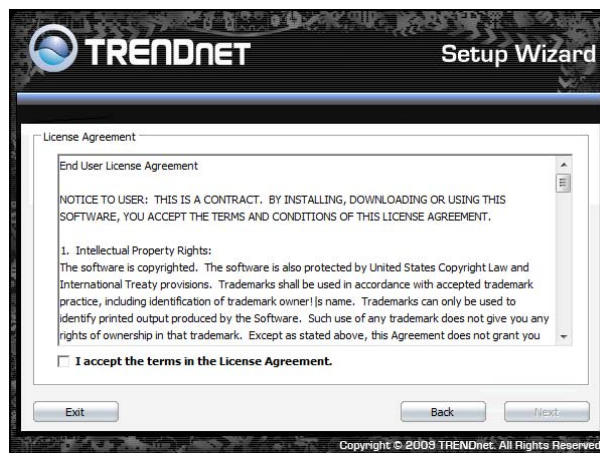 TRENDnet
Setup Wizard
License Agreement
End User License Agreement
NOTICE TO USER: THIS IS A CONTRACT. BY INSTALLING, DOWNLOADING OR USING THIS
SOFTWARE, YOU ACCEPT THE TERMS AND CONDITIONS OF THIS LICENSE AGREEMENT.
1. Intellectual Property Rights:
The software is copyrighted. The software is also protected by United States Copyright Law and
International Treaty provisions. Trademarks shall be used in accordance with accepted trademark
practice, including identification of trademark owner!|s name. Trademarks can only be used to
identify printed output produced by the Software. Such use of any trademark does not give you any
rights of ownership in that trademark. Except as stated above, this Agreement does not grant you
I accept the terms in the License Agreement.
Exit
Back
Next
Copyright © 2009 TRENDnet. All Rights Reserved